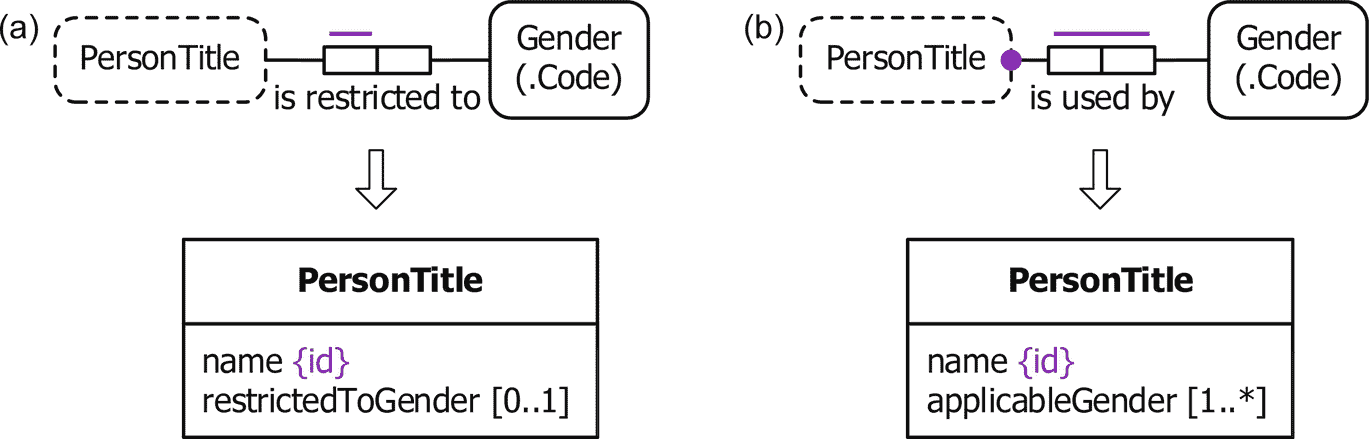 (a)
PersonTitle
Gender
(.Code)
is restricted to
PersonTitle
name {id}
restrictedToGender [0..1]
(b)
PersonTitle
Gender
(.Code)
is used by
PersonTitle
name {id}
applicableGender [1..*]